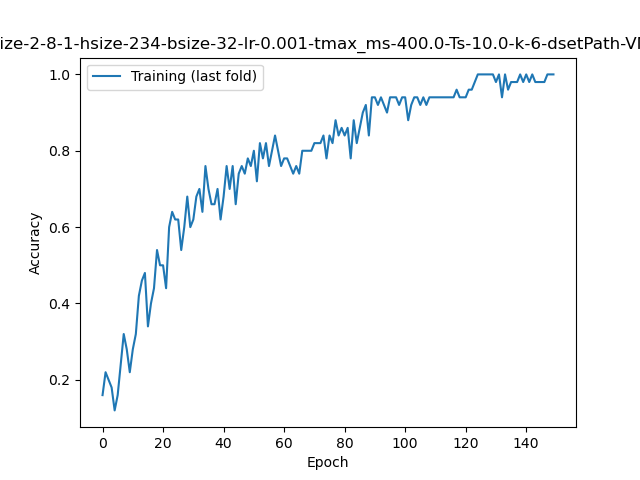 ize-2-8-1-hsize-234-bsize-32-lr-0.001-tmax_ms-400.0-Ts-10.0-k-6-dsetPath-VI
Training (last fold)
1.0
0.8
0.6
0.4
0.2
Accuracy
0 20 40 60 80 100 120 140
Epoch